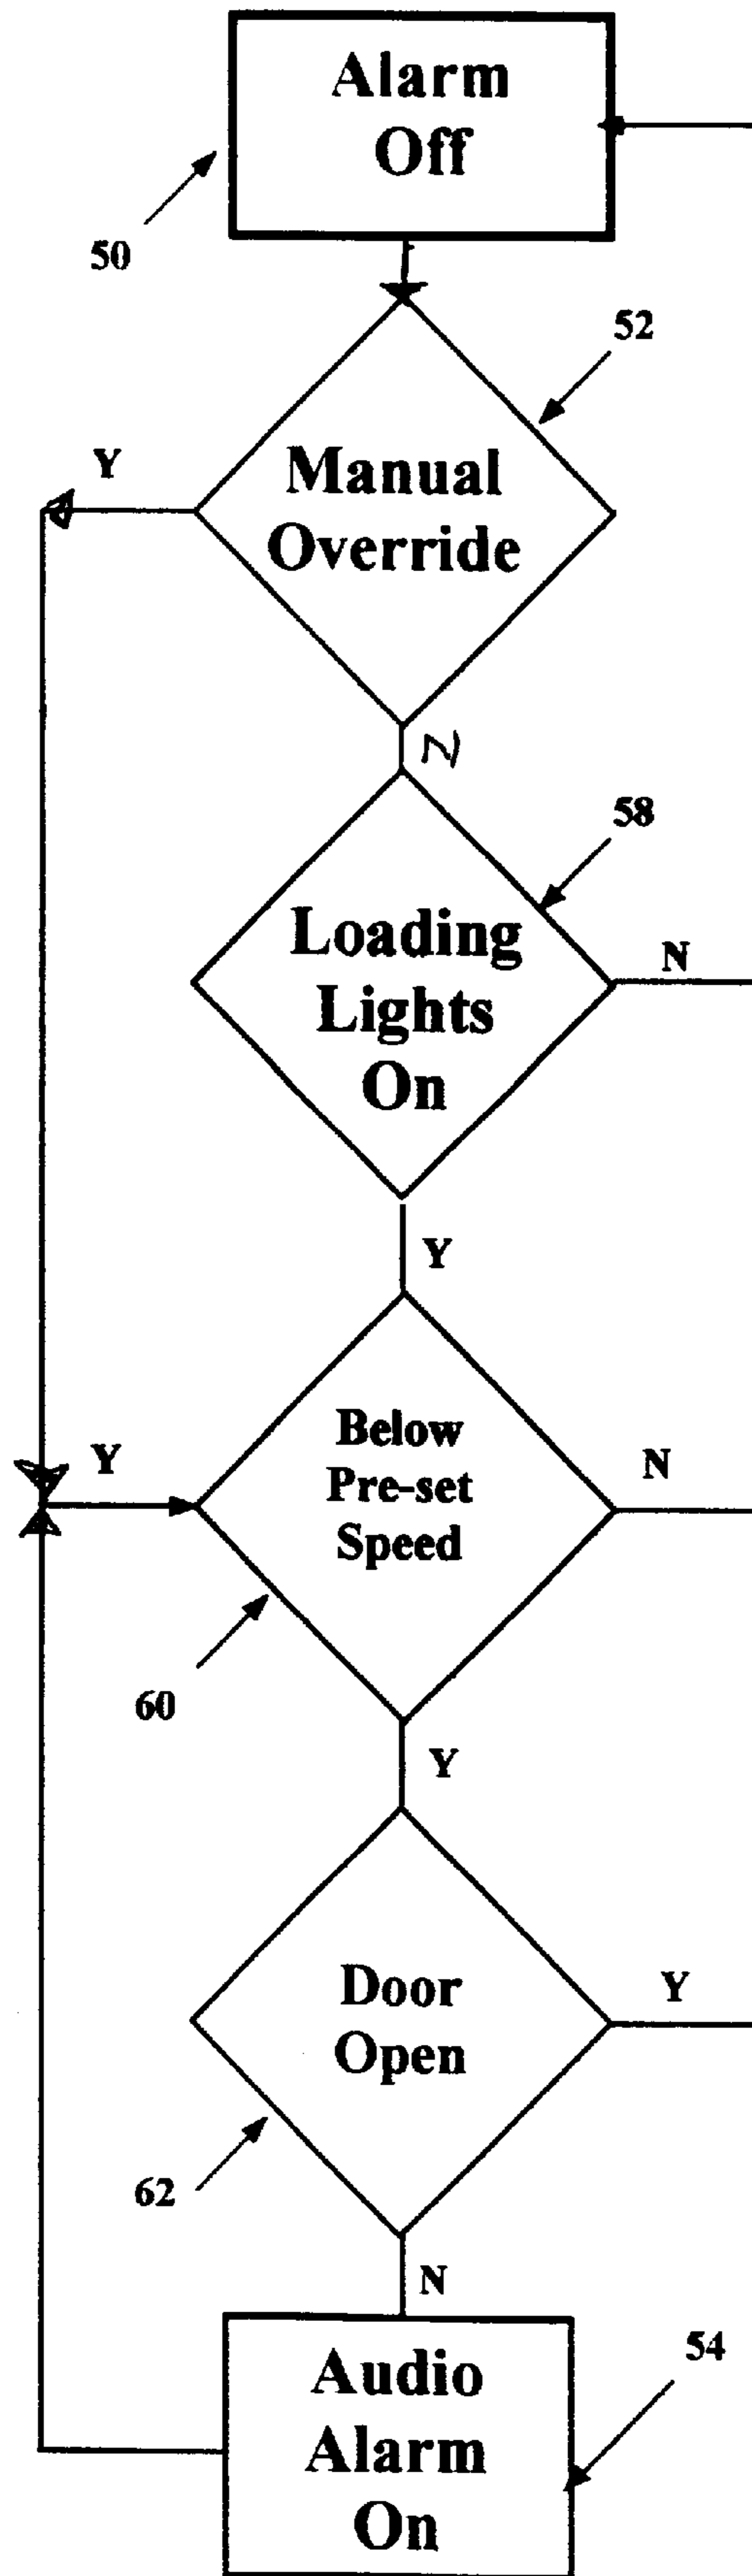 Alarm
Off
50
52
Y
Manual
Override
N
58
Loading
Lights
On
N
Y
Below
Pre-set
Speed
Y
N
60
Y
Door
Open
Y
62
N
54
Audio
Alarm
On